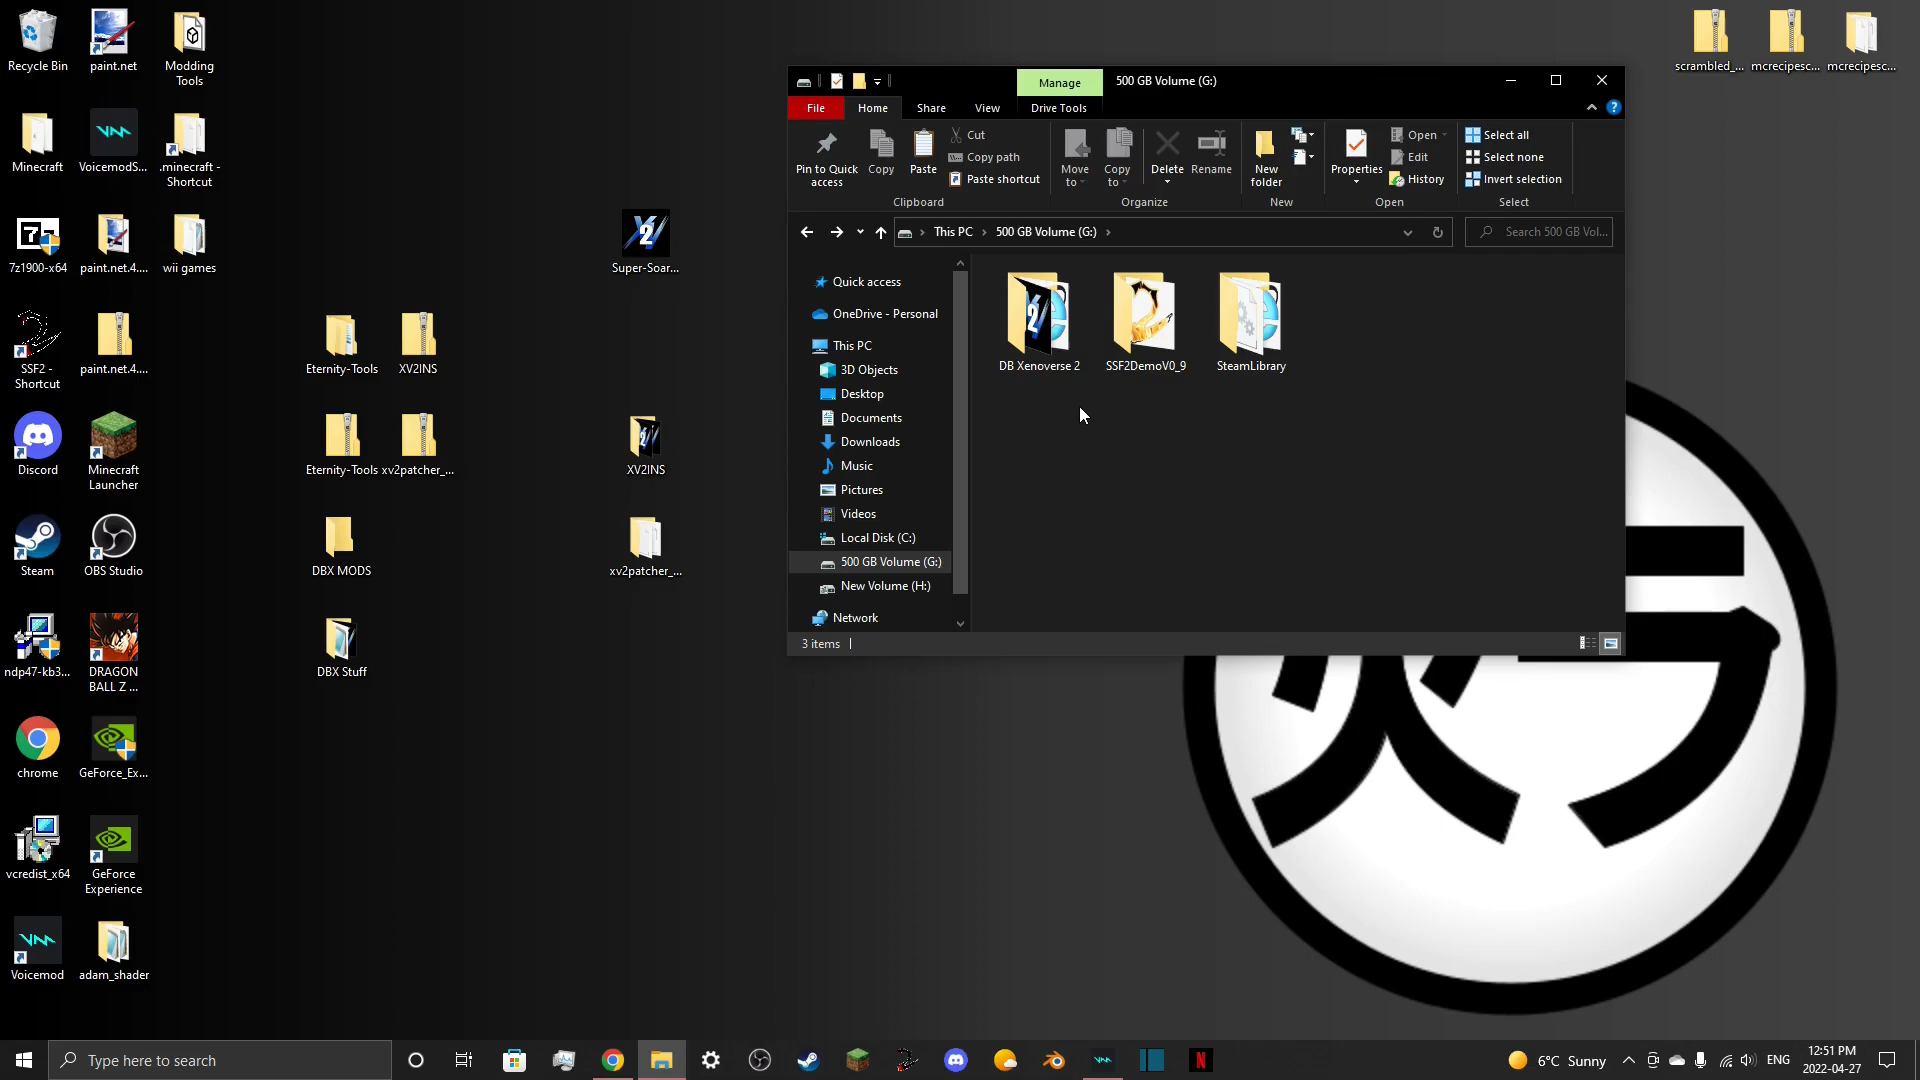 Recycle Bin
paint.net
Modding
Tools
Minecraft
VoicemodS...
.minecraft -
Shortcut
7z1900-x64
paint.net.4....
wii games
SSF2 -
Shortcut
paint.net.4....
Discord
Minecraft
Launcher
Steam
OBS Studio
ndp47-kb3...
DRAGON
BALL Z ...
chrome
GeForce_Ex...
vcredist_x64
GeForce
Experience
Voicemod
adam_shader
Eternity-Tools
XV2INS
Eternity-Tools
xv2patcher_...
DBX MODS
DBX Stuff
Super-Soar...
XV2INS
xv2patcher_...
scrambled_...
mcrecipesc...
mcrecipesc...
Manage
500 GB Volume (G:)
File
Home
Share
View
Drive Tools
Pin to Quick
access
Copy
Paste
Cut
Copy path
Paste shortcut
Clipboard
Move
to
Copy
to
Delete
Rename
Organize
New
folder
New
Properties
Open
Edit
History
Open
Select all
Select none
Invert selection
Select
This PC
500 GB Volume (G:)
Search 500 GB Vol...
Quick access
OneDrive - Personal
This PC
3D Objects
Desktop
Documents
Downloads
Music
Pictures
Videos
Local Disk (C:)
500 GB Volume (G:)
New Volume (H:)
Network
DB Xenoverse 2
SSF2DemoV0_9
SteamLibrary
3 items
Type here to search
6°C Sunny
ENG
12:51 PM
2022-04-27